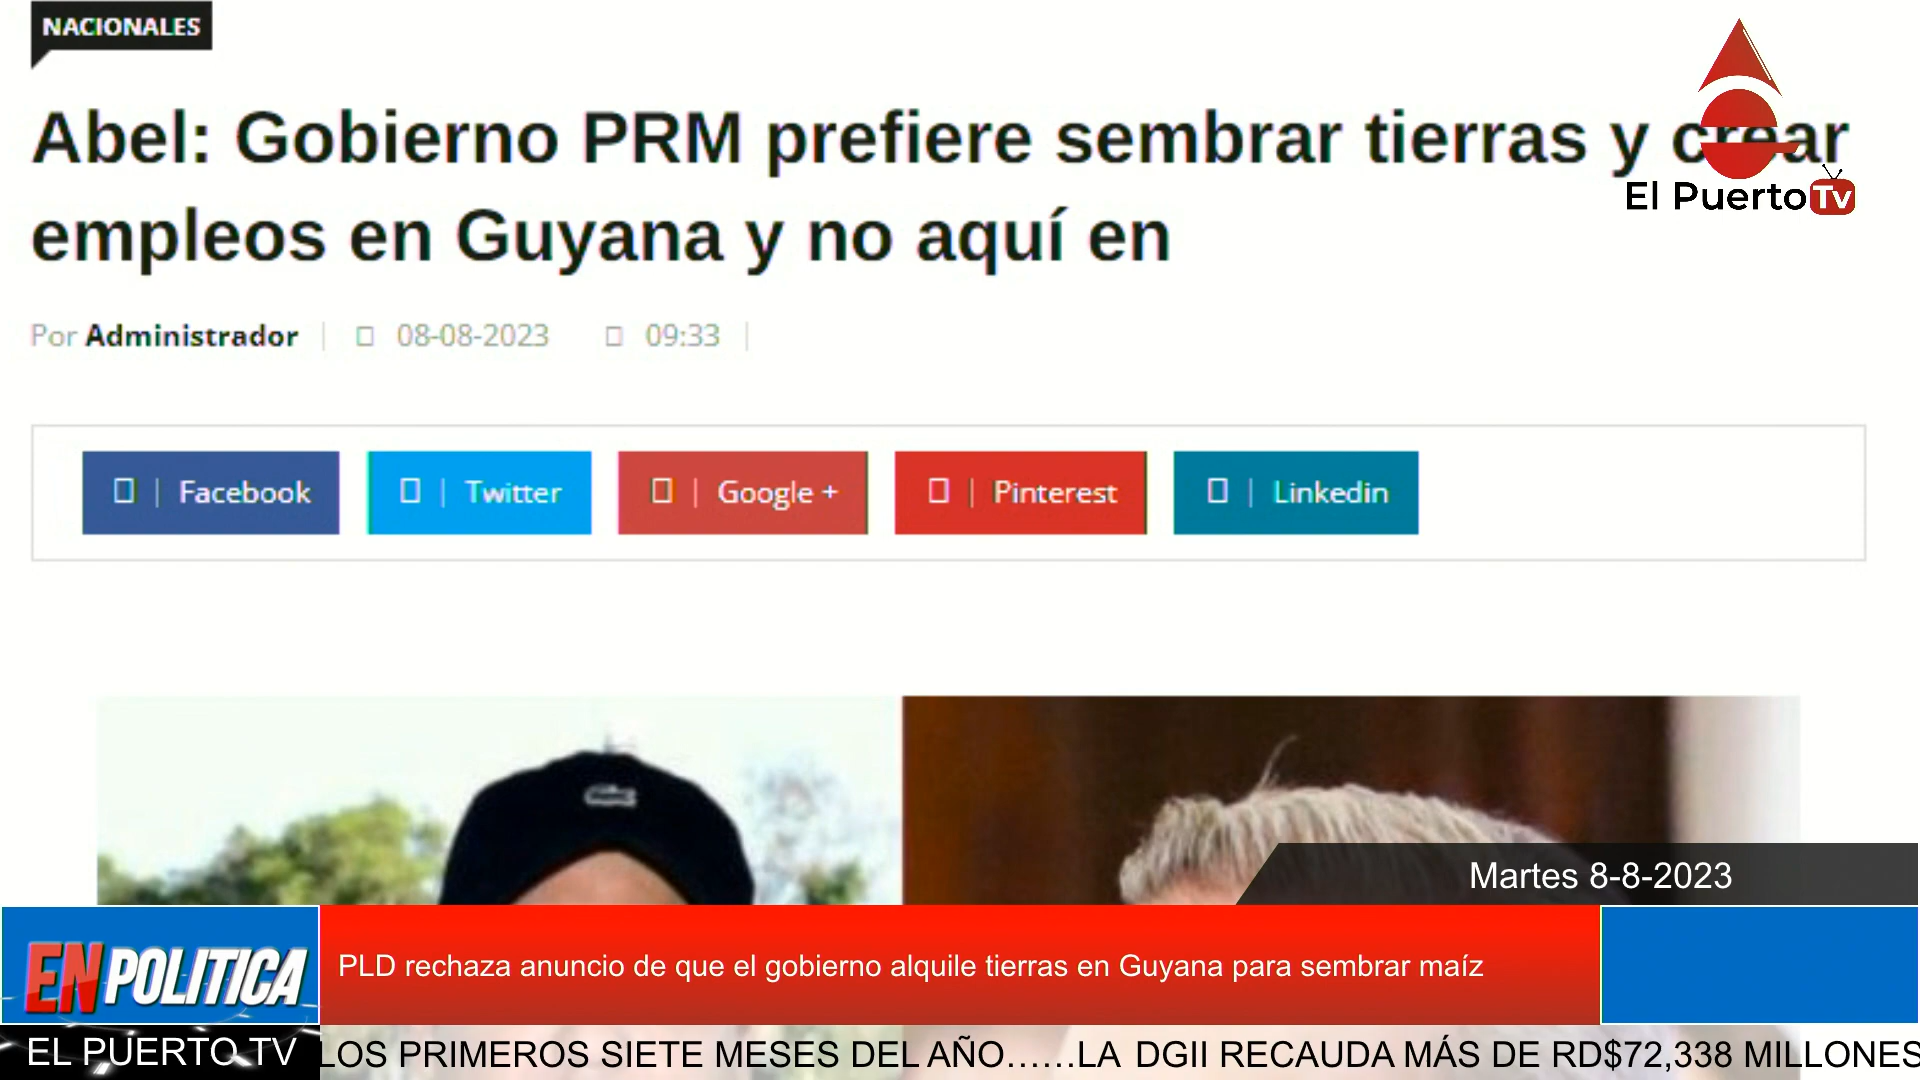 NACIONALES
Abel: Gobierno PRM prefiere sembrar tierras y crear
empleos en Guyana y no aquí en
El Puerto Tv
Por Administrador 08-08-2023 09:33
Facebook Twitter Google + Pinterest Linkedin
Martes 8-8-2023
EN POLITICA
PLD rechaza anuncio de que el gobierno alquile tierras en Guyana para sembrar maíz
EL PUERTO TV
LOS PRIMEROS SIETE MESES DEL AÑO......LA DGII RECAUDA MÁS DE RD$72,338 MILLONES